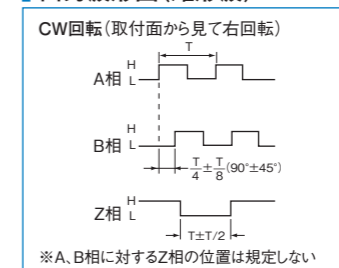 CW回転(取付面から見て右回転)
T
A相 H L
B相 H L
T/4±T/8(90°±45°)
Z相 H L
T±T/2
※A、B相に対するZ相の位置は規定しない